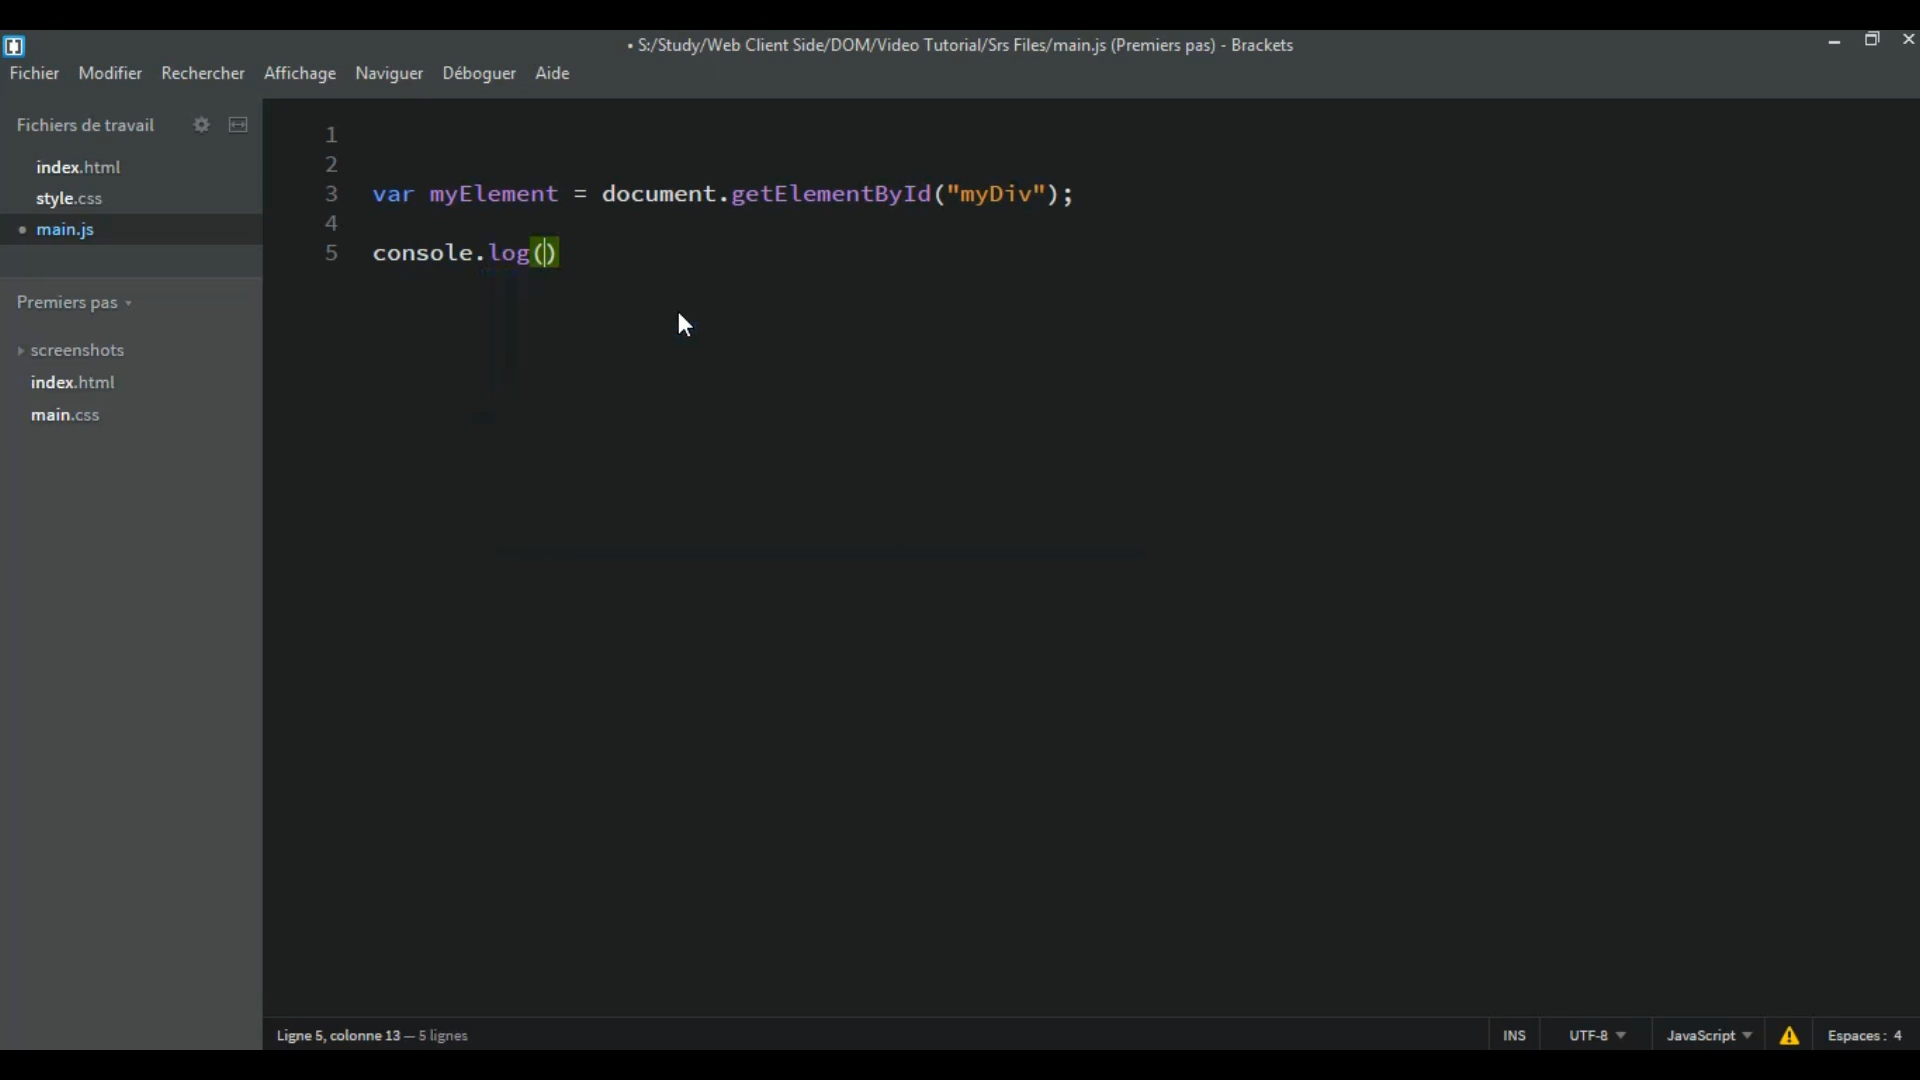 • S:/Study/Web Client Side/DOM/Video Tutorial/Srs Files/main.js (Premiers pas) - Brackets
Fichier Modifier Rechercher Affichage Naviguer Déboguer Aide
Fichiers de travail
index.html
style.css
• main.js
Premiers pas
screenshots
index.html
main.css
1
2
3 var myElement = document.getElementById("myDiv");
4
5 console.log()
Ligne 5, colonne 13 — 5 lignes
INS UTF-8 JavaScript Espaces : 4